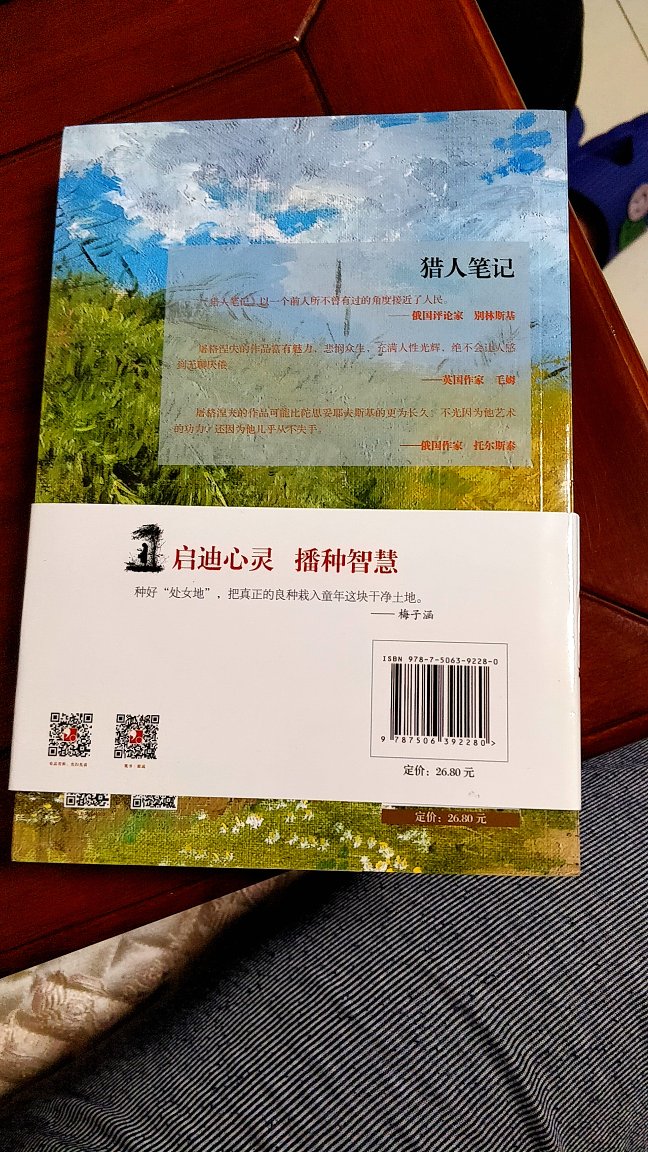 猎人笔记
《猎人笔记》以一个前人所不曾有过的角度接近了人民。
——俄国评论家 别林斯基
屠格涅夫的作品富有魅力，悲悯众生，充满人性光辉，绝不会让人感
到无聊厌倦。
——英国作家 毛姆
屠格涅夫的作品可能比陀思妥耶夫斯基的更为长久：不光因为他艺术
的功力，还因为他几乎从不失手。
——俄国作家 托尔斯泰
启迪心灵 播种智慧
种好“处女地”，把真正的良种栽入童年这块干净土地。
——梅子涵
ISBN 978-7-5063-9228-0
9 787506 392280>
定价：26.80 元
定价：26.80 元